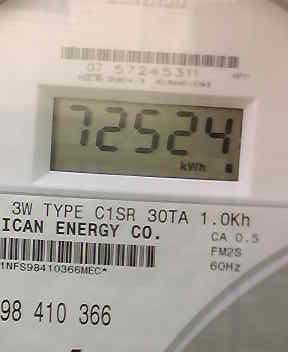 07 57245311
72524
kWh
3W TYPE C1SR 30TA 1.0Kh
ICAN ENERGY CO.
CA 0.5
FM2S
60Hz
1NFS98410366MEC*
98 410 366